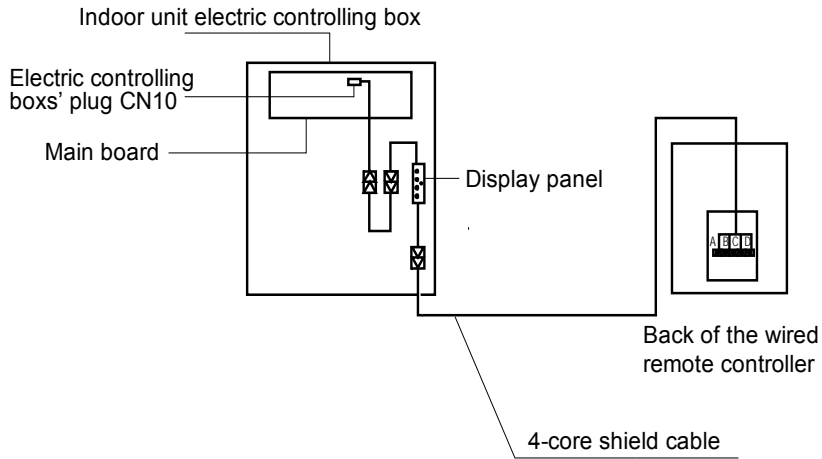 Indoor unit electric controlling box
Electric controlling
boxs' plug CN10
Main board
Display panel
A B C D
Back of the wired
remote controller
4-core shield cable